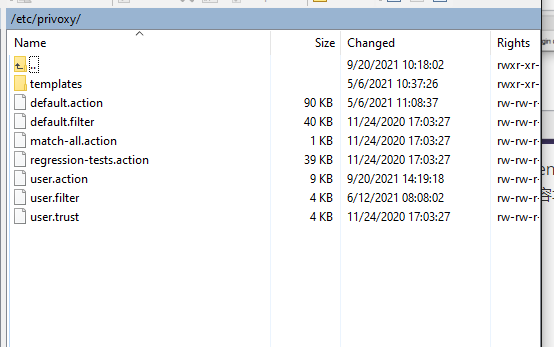 /etc/privoxy/
Name Size Changed Rights
.. 9/20/2021 10:18:02 rwxr-xr-
templates 5/6/2021 10:37:26 rwxr-xr-
default.action 90 KB 5/6/2021 11:08:37 rw-rw-r-
default.filter 40 KB 11/24/2020 17:03:27 rw-rw-r-
match-all.action 1 KB 11/24/2020 17:03:27 rw-rw-r-
regression-tests.action 39 KB 11/24/2020 17:03:27 rw-rw-r-
user.action 9 KB 9/20/2021 14:19:18 rw-rw-r-
user.filter 4 KB 6/12/2021 08:08:02 rw-rw-r-
user.trust 4 KB 11/24/2020 17:03:27 rw-rw-r-